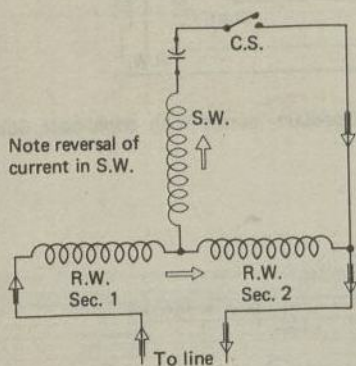 C.S.
S.W.
Note reversal of
current in S.W.
R.W.
Sec. 1
R.W.
Sec. 2
To line